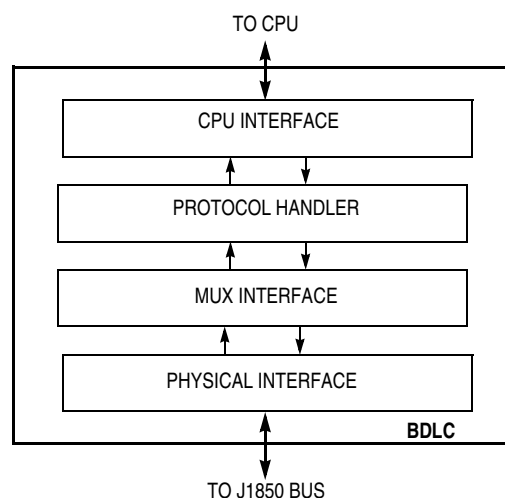 TO CPU
CPU INTERFACE
PROTOCOL HANDLER
MUX INTERFACE
PHYSICAL INTERFACE
BDLC
TO J1850 BUS